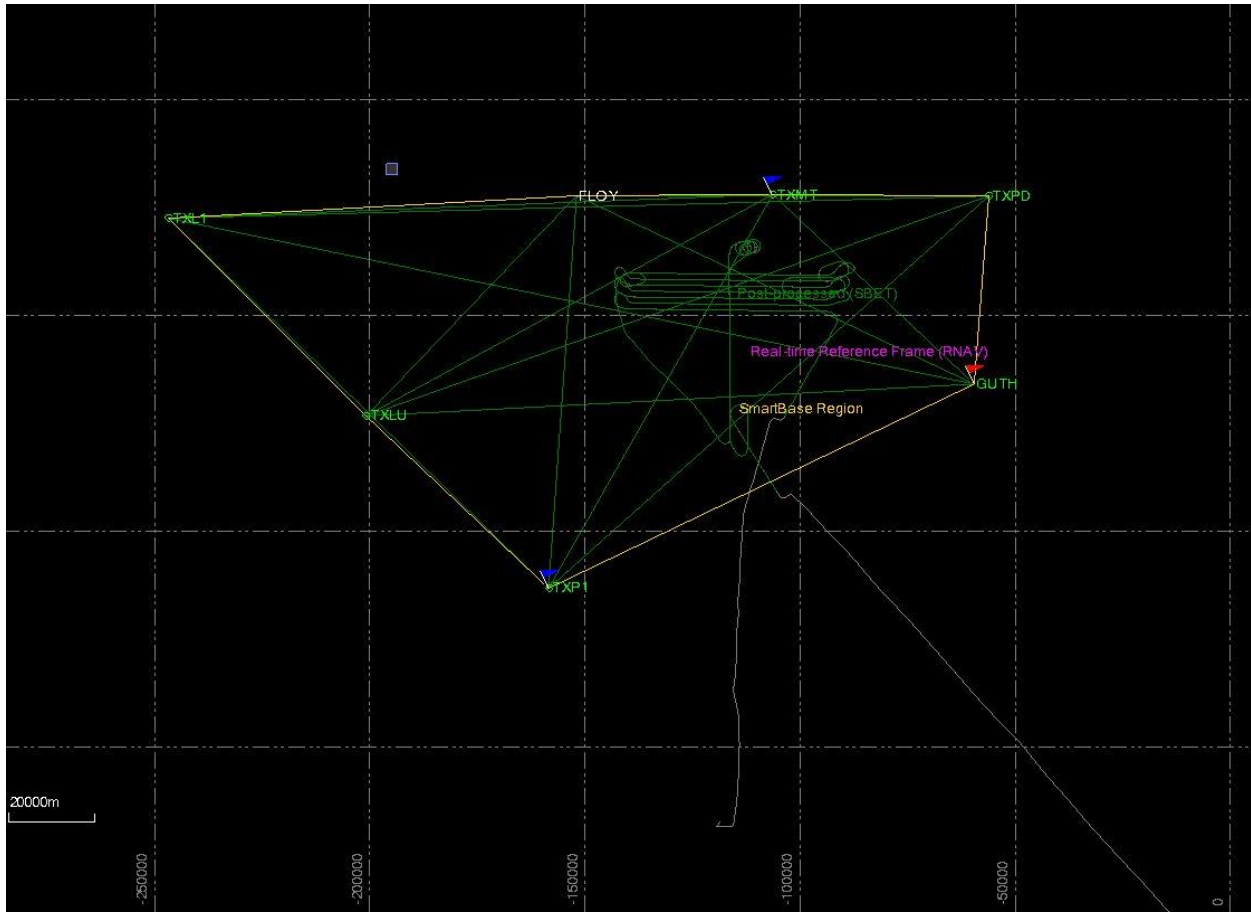 FLOY
TXMT
TXPD
TXL1
Post-processed (SBET)
Real-time Reference Frame (RNAV)
GUTH
SmartBase Region
TXLU
TXP1
20000m
-250000
-200000
-150000
-100000
-50000
0